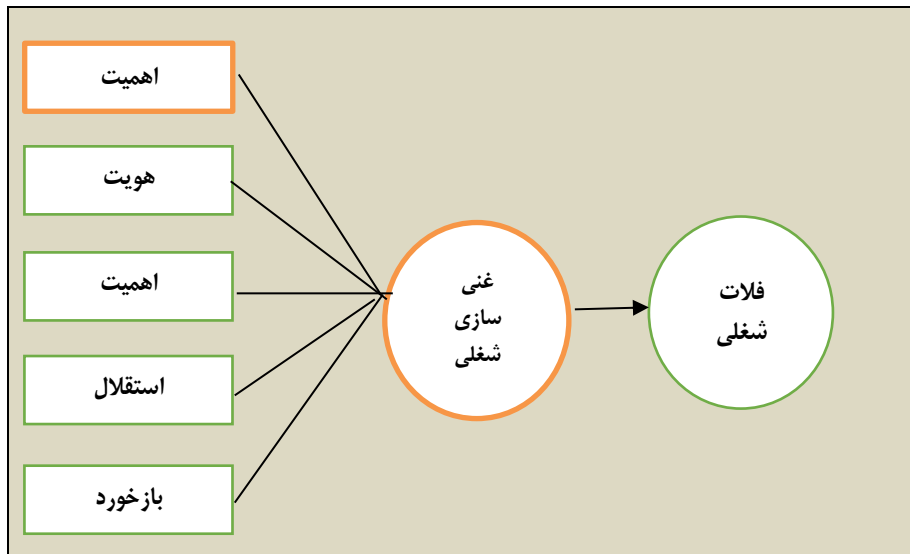 اهمیت
هویت
اهمیت
استقلال
بازخورد
غنی
سازی
شغلی
فلات
شغلی